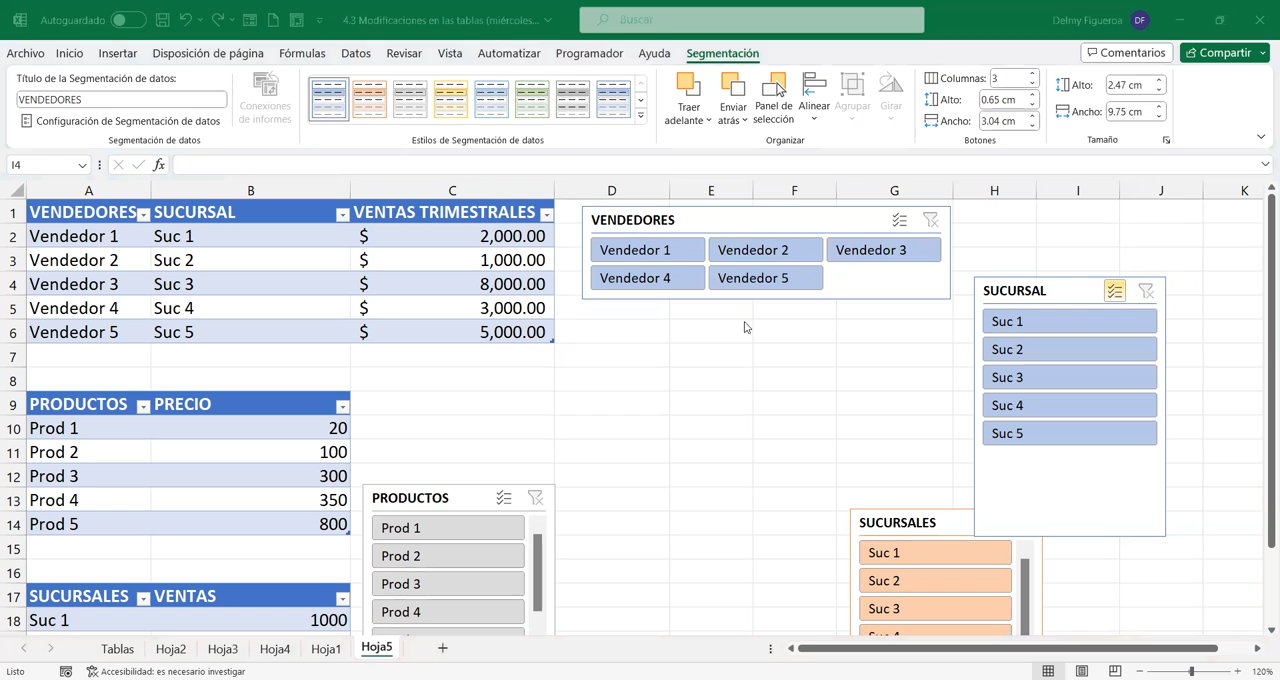 Autoguardado
4.3 Modificaciones en las tablas (miércoles...
Buscar
Delmy Figueroa DF
Archivo Inicio Insertar Disposición de página Fórmulas Datos Revisar Vista Automatizar Programador Ayuda Segmentación Comentarios Compartir
Título de la Segmentación de datos:
VENDEDORES
Configuración de Segmentación de datos
Conexiones de informes
Segmentación de datos
Estilos de Segmentación de datos
Traer adelante
Enviar atrás
Panel de selección
Alinear
Agrupar
Girar
Organizar
Columnas: 3
Alto: 0.65 cm
Ancho: 3.04 cm
Botones
Alto: 2.47 cm
Ancho: 9.75 cm
Tamaño
I4 fx
A B C D E F G H I J K
1 VENDEDORES SUCURSAL VENTAS TRIMESTRALES
2 Vendedor 1 Suc 1 $ 2,000.00
3 Vendedor 2 Suc 2 $ 1,000.00
4 Vendedor 3 Suc 3 $ 8,000.00
5 Vendedor 4 Suc 4 $ 3,000.00
6 Vendedor 5 Suc 5 $ 5,000.00
7
8
9 PRODUCTOS PRECIO
10 Prod 1 20
11 Prod 2 100
12 Prod 3 300
13 Prod 4 350
14 Prod 5 800
15
16
17 SUCURSALES VENTAS
18 Suc 1 1000
VENDEDORES
Vendedor 1 Vendedor 2 Vendedor 3
Vendedor 4 Vendedor 5
SUCURSAL
Suc 1
Suc 2
Suc 3
Suc 4
Suc 5
PRODUCTOS
Prod 1
Prod 2
Prod 3
Prod 4
SUCURSALES
Suc 1
Suc 2
Suc 3
Suc 4
Tablas Hoja2 Hoja3 Hoja4 Hoja1 Hoja5
Listo Accesibilidad: es necesario investigar 120%